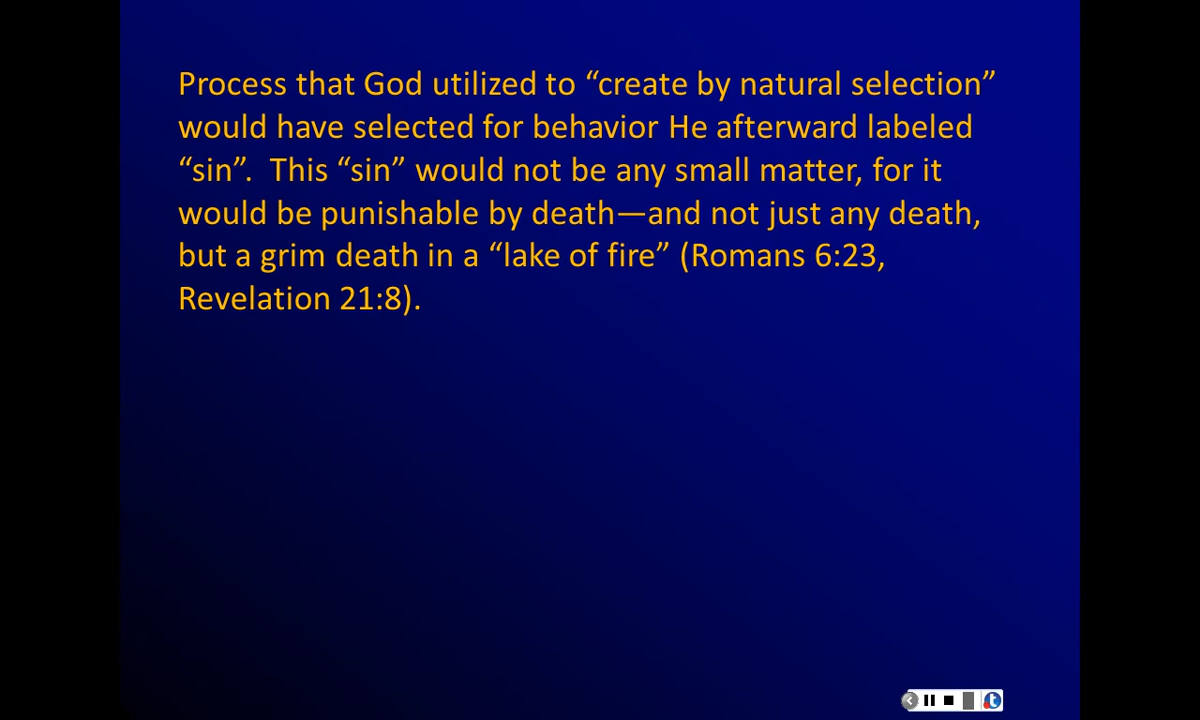 Process that God utilized to “create by natural selection”
would have selected for behavior He afterward labeled
“sin”.  This “sin” would not be any small matter, for it
would be punishable by death—and not just any death,
but a grim death in a “lake of fire” (Romans 6:23,
Revelation 21:8).